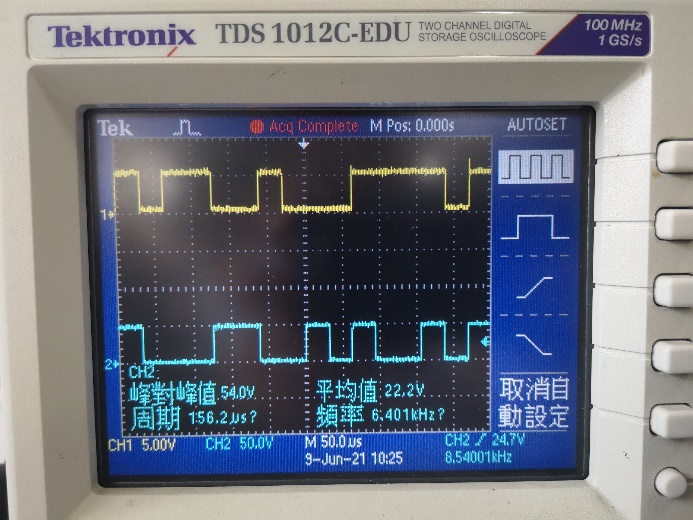 Tektronix TDS 1012C-EDU TWO CHANNEL DIGITAL STORAGE OSCILLOSCOPE 100 MHz 1 GS/s
Tek Acq Complete M Pos: 0.000s AUTOSET
1
2
CH2
峰對峰值 54.0V 平均值 22.2V
周期 156.2µs? 頻率 6.401kHz?
取消自
動設定
CH1 5.00V CH2 50.0V M 50.0µs CH2 / 24.7V
9-Jun-21 10:25 8.54001kHz